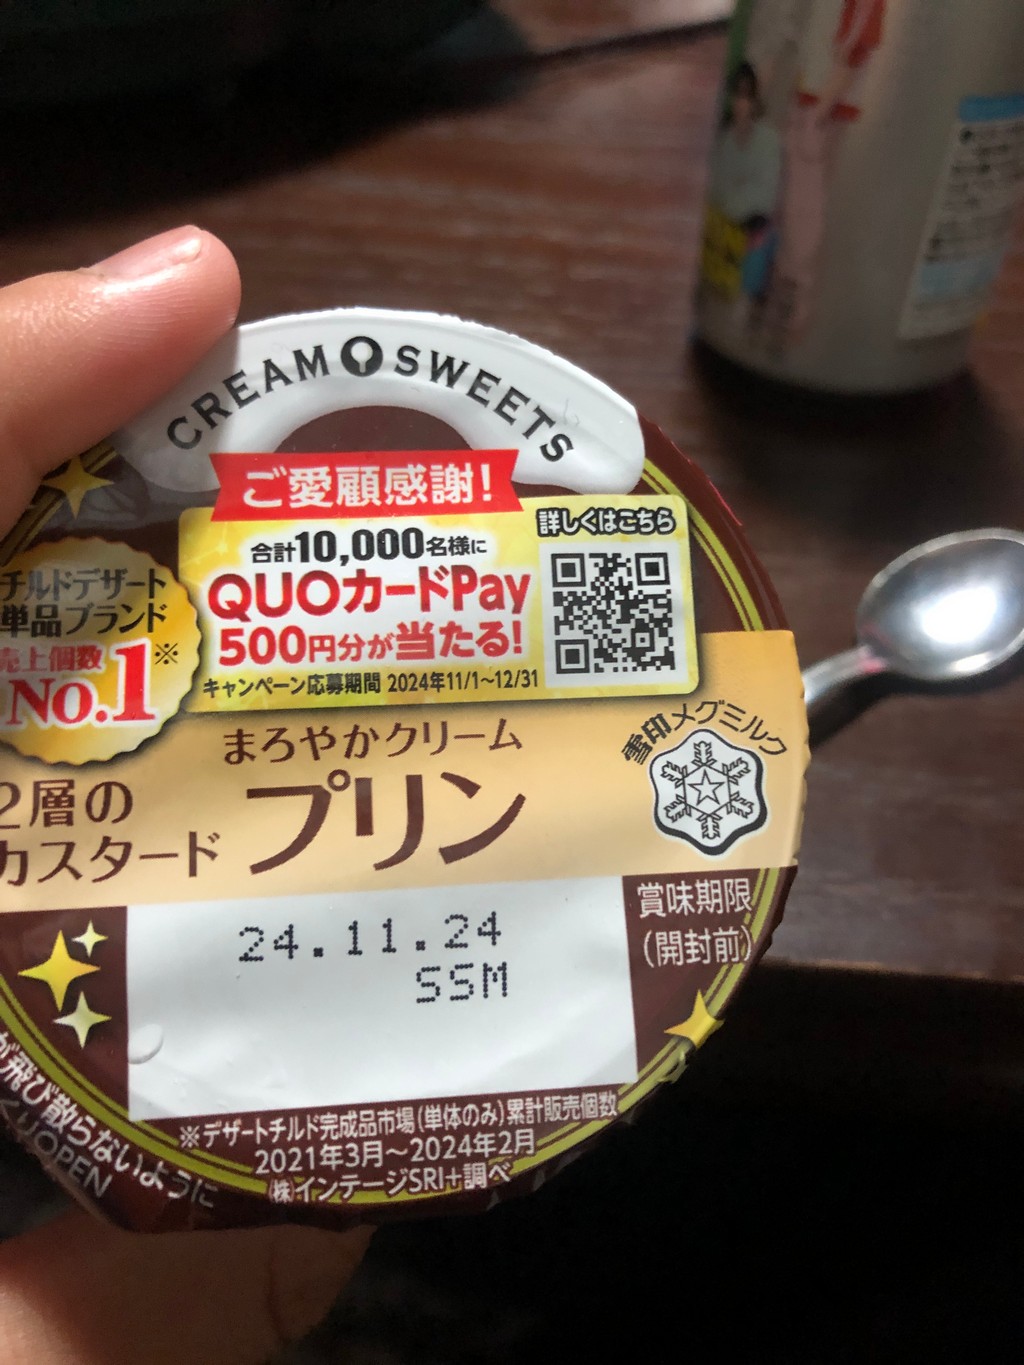 CREAM SWEETS
ご愛顧感謝!
合計10,000名様に
QUOカードPay
500円分が当たる!
キャンペーン応募期間 2024年11/1~12/31
詳しくはこちら
チルドデザート
単品ブランド
売上個数
No.1※
まろやかクリーム
2層の
カスタード
プリン
雪印メグミルク
24.11.24
SSM
賞味期限
(開封前)
が飛び散らないように
OPEN
※デザートチルド完成品市場(単体のみ)累計販売個数
2021年3月~2024年2月
(株)インテージSRI+調べ